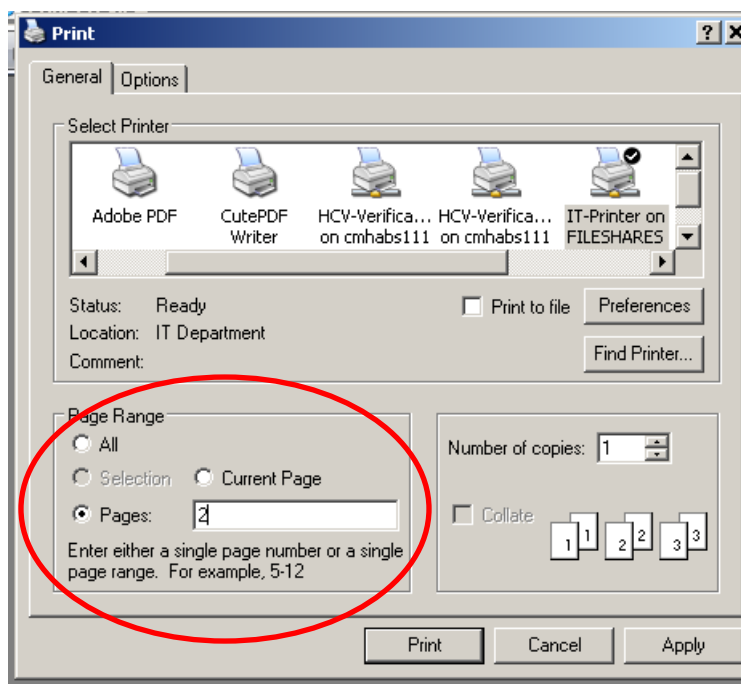 Print
General Options
Select Printer
Adobe PDF
CutePDF
Writer
HCV-Verifica...
on cmhabs111
HCV-Verifica...
on cmhabs111
IT-Printer on
FILESHARES
Status: Ready
Location: IT Department
Comment:
Print to file
Preferences
Find Printer...
Page Range
All
Selection Current Page
Pages: 2
Enter either a single page number or a single
page range. For example, 5-12
Number of copies: 1
Collate
1 1 2 2 3 3
Print Cancel Apply